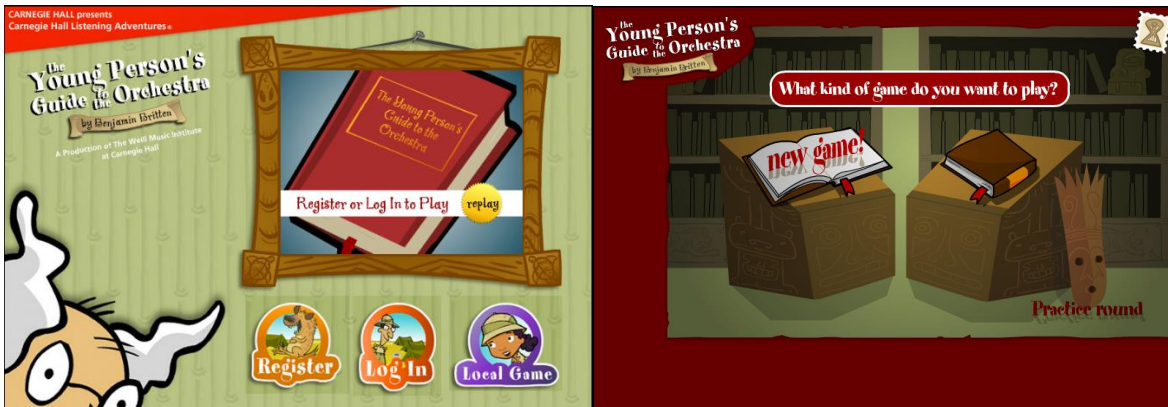 CARNEGIE HALL presents
Carnegie Hall Listening Adventures®
the
Young Person's
Guide to the Orchestra
by Benjamin Britten
A Production of The Weill Music Institute
at Carnegie Hall
The Young Person's
Guide to the
Orchestra
Register or Log In to Play
replay
Register
Log In
Local Game
the
Young Person's
Guide to the Orchestra
by Benjamin Britten
What kind of game do you want to play?
new game!
Practice round